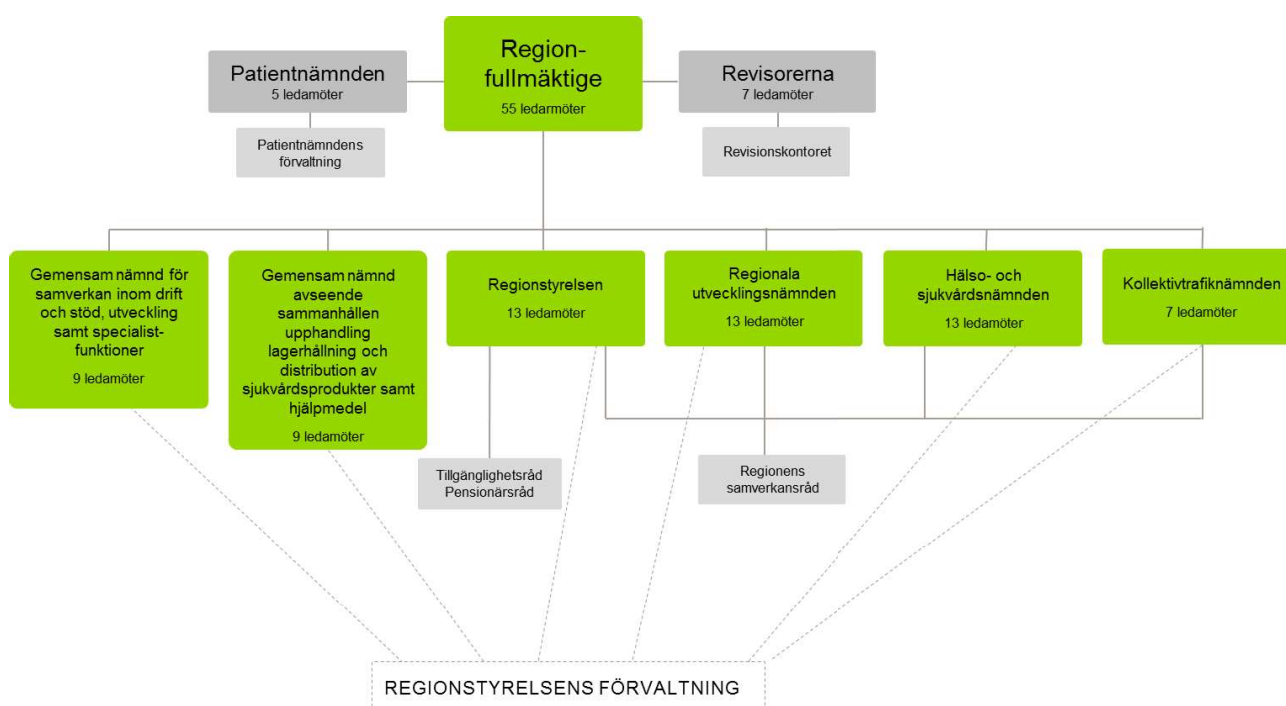 Region-
fullmäktige
55 ledarmöter
Patientnämnden
5 ledamöter
Revisorerna
7 ledamöter
Patientnämndens
förvaltning
Revisionskontoret
Gemensam nämnd för
samverkan inom drift
och stöd, utveckling
samt specialist-
funktioner
9 ledamöter
Gemensam nämnd
avseende
sammanhållen
upphandling
lagerhållning och
distribution av
sjukvårdsprodukter samt
hjälpmedel
9 ledamöter
Regionstyrelsen
13 ledamöter
Regionala
utvecklingsnämnden
13 ledamöter
Hälso- och
sjukvårdsnämnden
13 ledamöter
Kollektivtrafiknämnden
7 ledamöter
Tillgänglighetsråd
Pensionärsråd
Regionens
samverkansråd
REGIONSTYRELSENS FÖRVALTNING